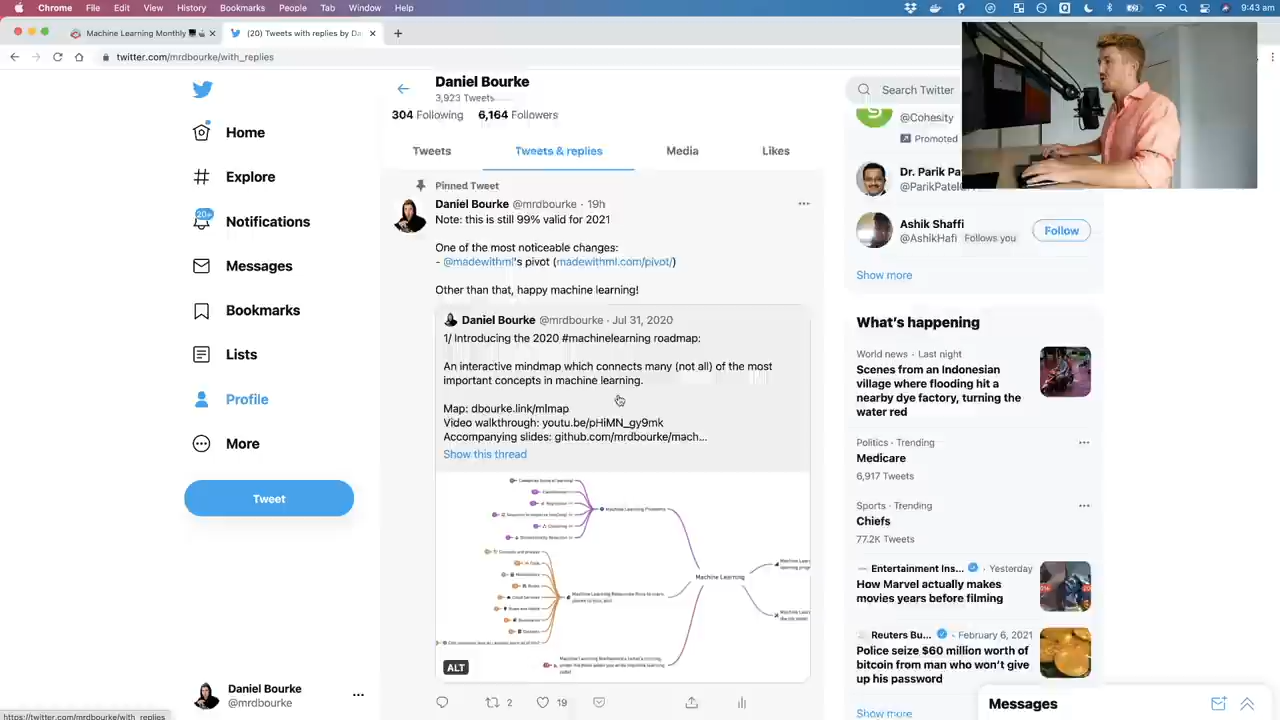 Chrome File Edit View History Bookmarks People Tab Window Help
9:43 am
Machine Learning Monthly
(20) Tweets with replies by Da
twitter.com/mrdbourke/with_replies
Daniel Bourke
3,923 Tweets
304 Following 6,164 Followers
Tweets Tweets & replies Media Likes
Home
Explore
20+
Notifications
Messages
Bookmarks
Lists
Profile
More
Tweet
Daniel Bourke
@mrdbourke
https://twitter.com/mrdbourke/with_replies
Pinned Tweet
Daniel Bourke @mrdbourke · 19h
Note: this is still 99% valid for 2021
One of the most noticeable changes:
- @madewithml's pivot (madewithml.com/pivot/)
Other than that, happy machine learning!
Daniel Bourke @mrdbourke · Jul 31, 2020
1/ Introducing the 2020 #machinelearning roadmap:
An interactive mindmap which connects many (not all) of the most
important concepts in machine learning.
Map: dbourke.link/mlmap
Video walkthrough: youtu.be/pHiMN_gy9mk
Accompanying slides: github.com/mrdbourke/mach...
Show this thread
Machine Learning Problems
Machine Learning
ALT
2 19
Search Twitter
@Cohesity
Promoted
Dr. Parik Pa
@ParikPatel
Ashik Shaffi
@AshikHafi Follows you
Follow
Show more
What's happening
World news · Last night
Scenes from an Indonesian
village where flooding hit a
nearby dye factory, turning the
water red
Politics · Trending
Medicare
6,917 Tweets
Sports · Trending
Chiefs
77.2K Tweets
Entertainment Ins... · Yesterday
How Marvel actually makes
movies years before filming
· February 6, 2021
Police seize $60 million worth of
bitcoin from man who won't give
up his password
Show more
Messages